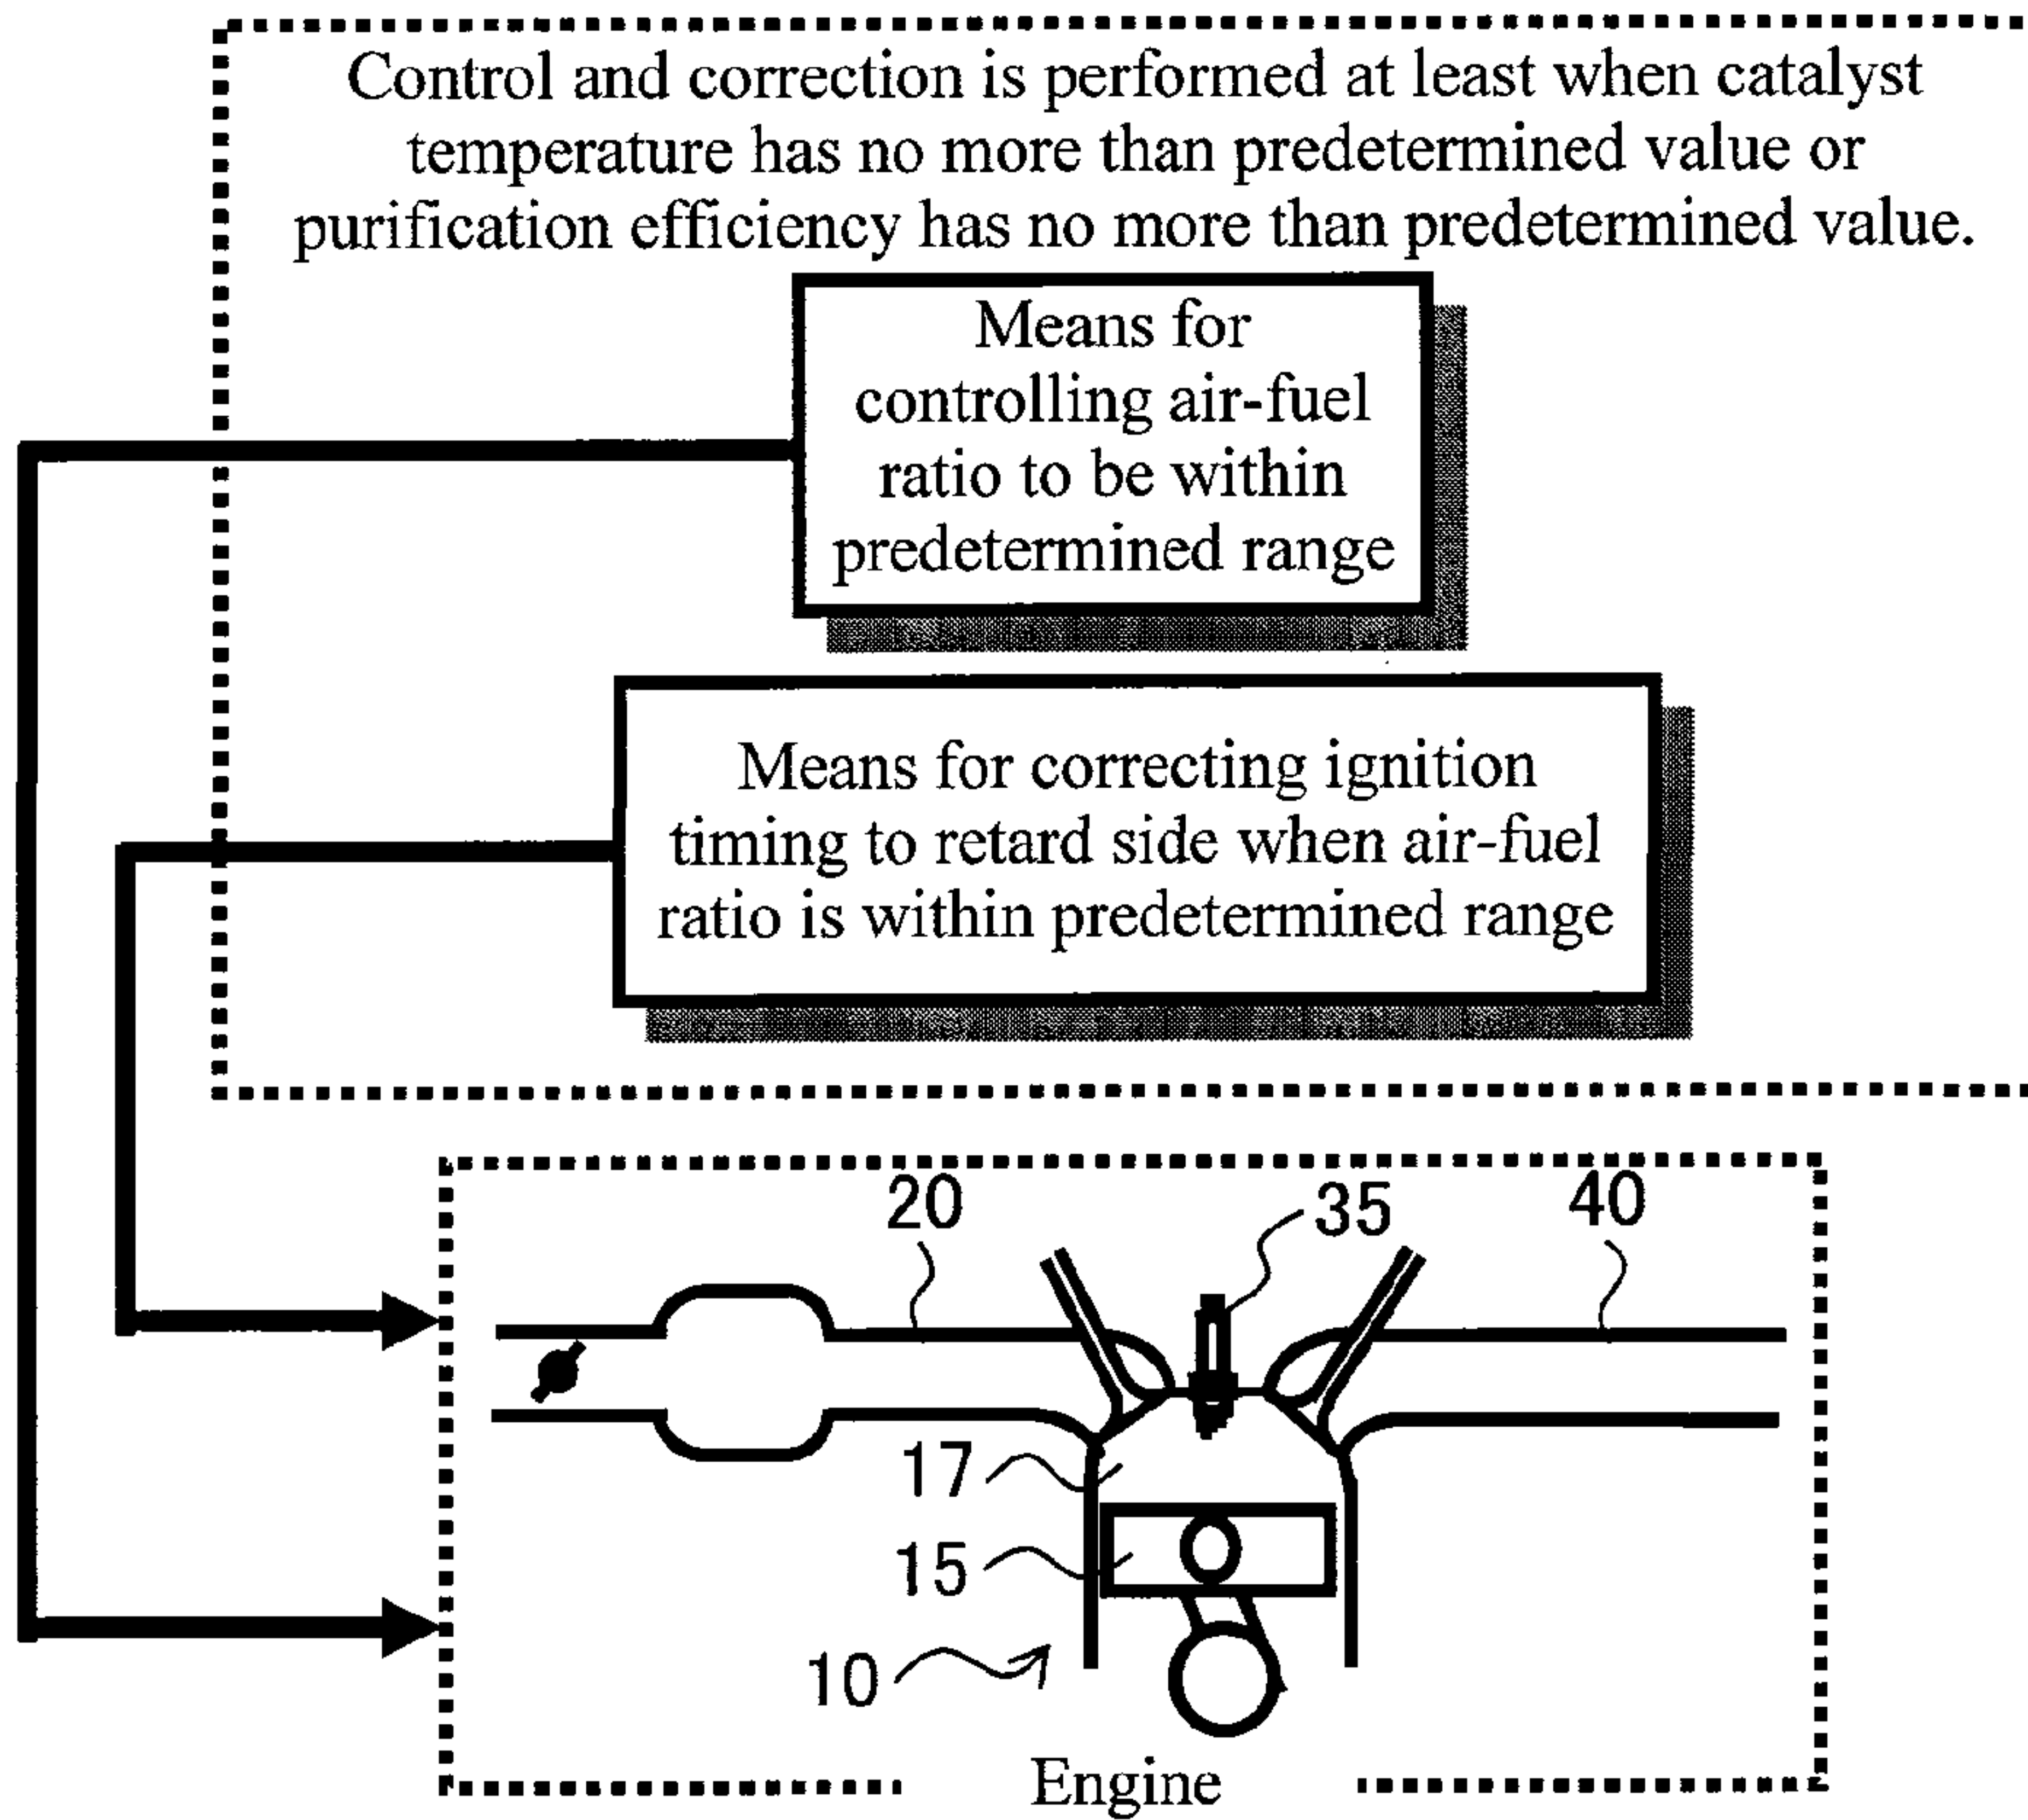 Control and correction is performed at least when catalyst
temperature has no more than predetermined value or
purification efficiency has no more than predetermined value.
Means for
controlling air-fuel
ratio to be within
predetermined range
Means for correcting ignition
timing to retard side when air-fuel
ratio is within predetermined range
20
35
40
17
15
10
Engine